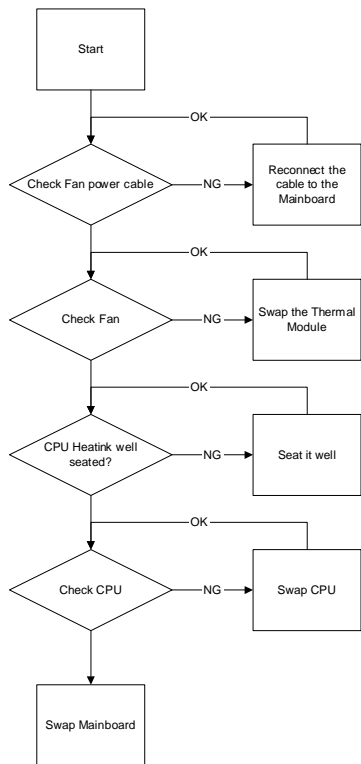 Start
OK
Check Fan power cable
NG
Reconnect the
cable to the
Mainboard
OK
Check Fan
NG
Swap the Thermal
Module
OK
CPU Heatink well
seated?
NG
Seat it well
OK
Check CPU
NG
Swap CPU
Swap Mainboard